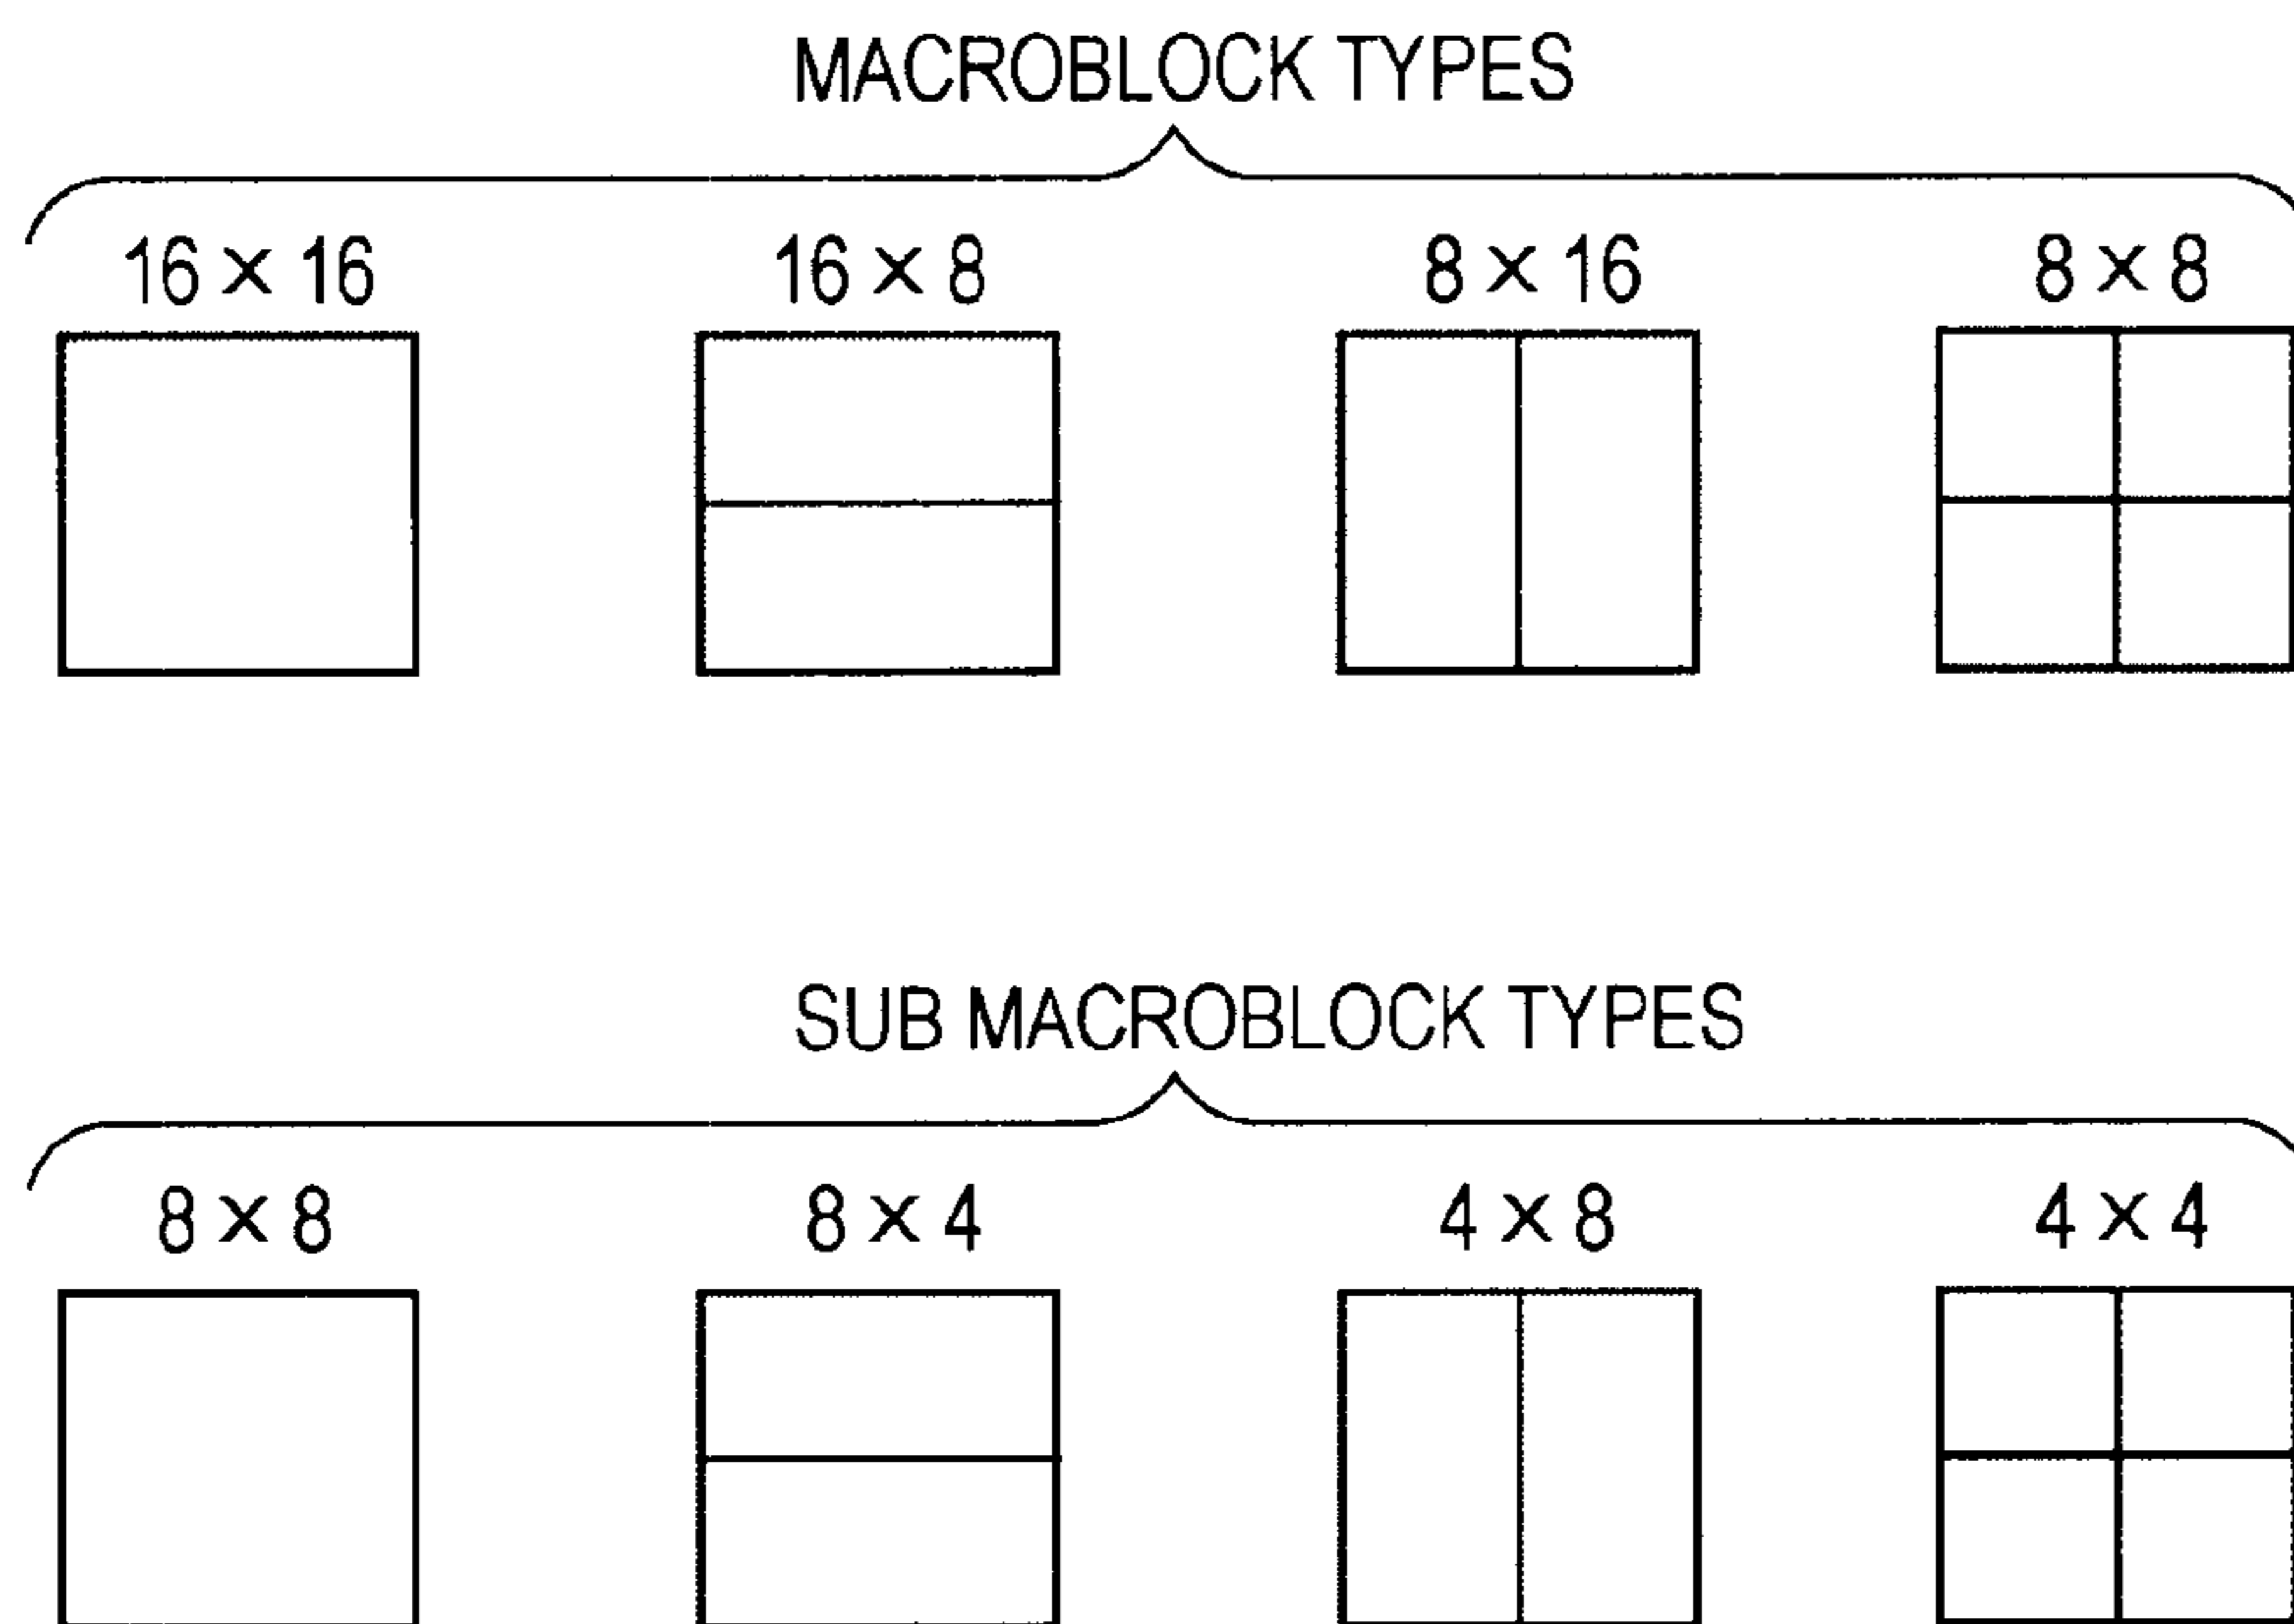 MACROBLOCK TYPES
16 × 16 16 × 8 8 × 16 8 × 8
SUB MACROBLOCK TYPES
8 × 8 8 × 4 4 × 8 4 × 4